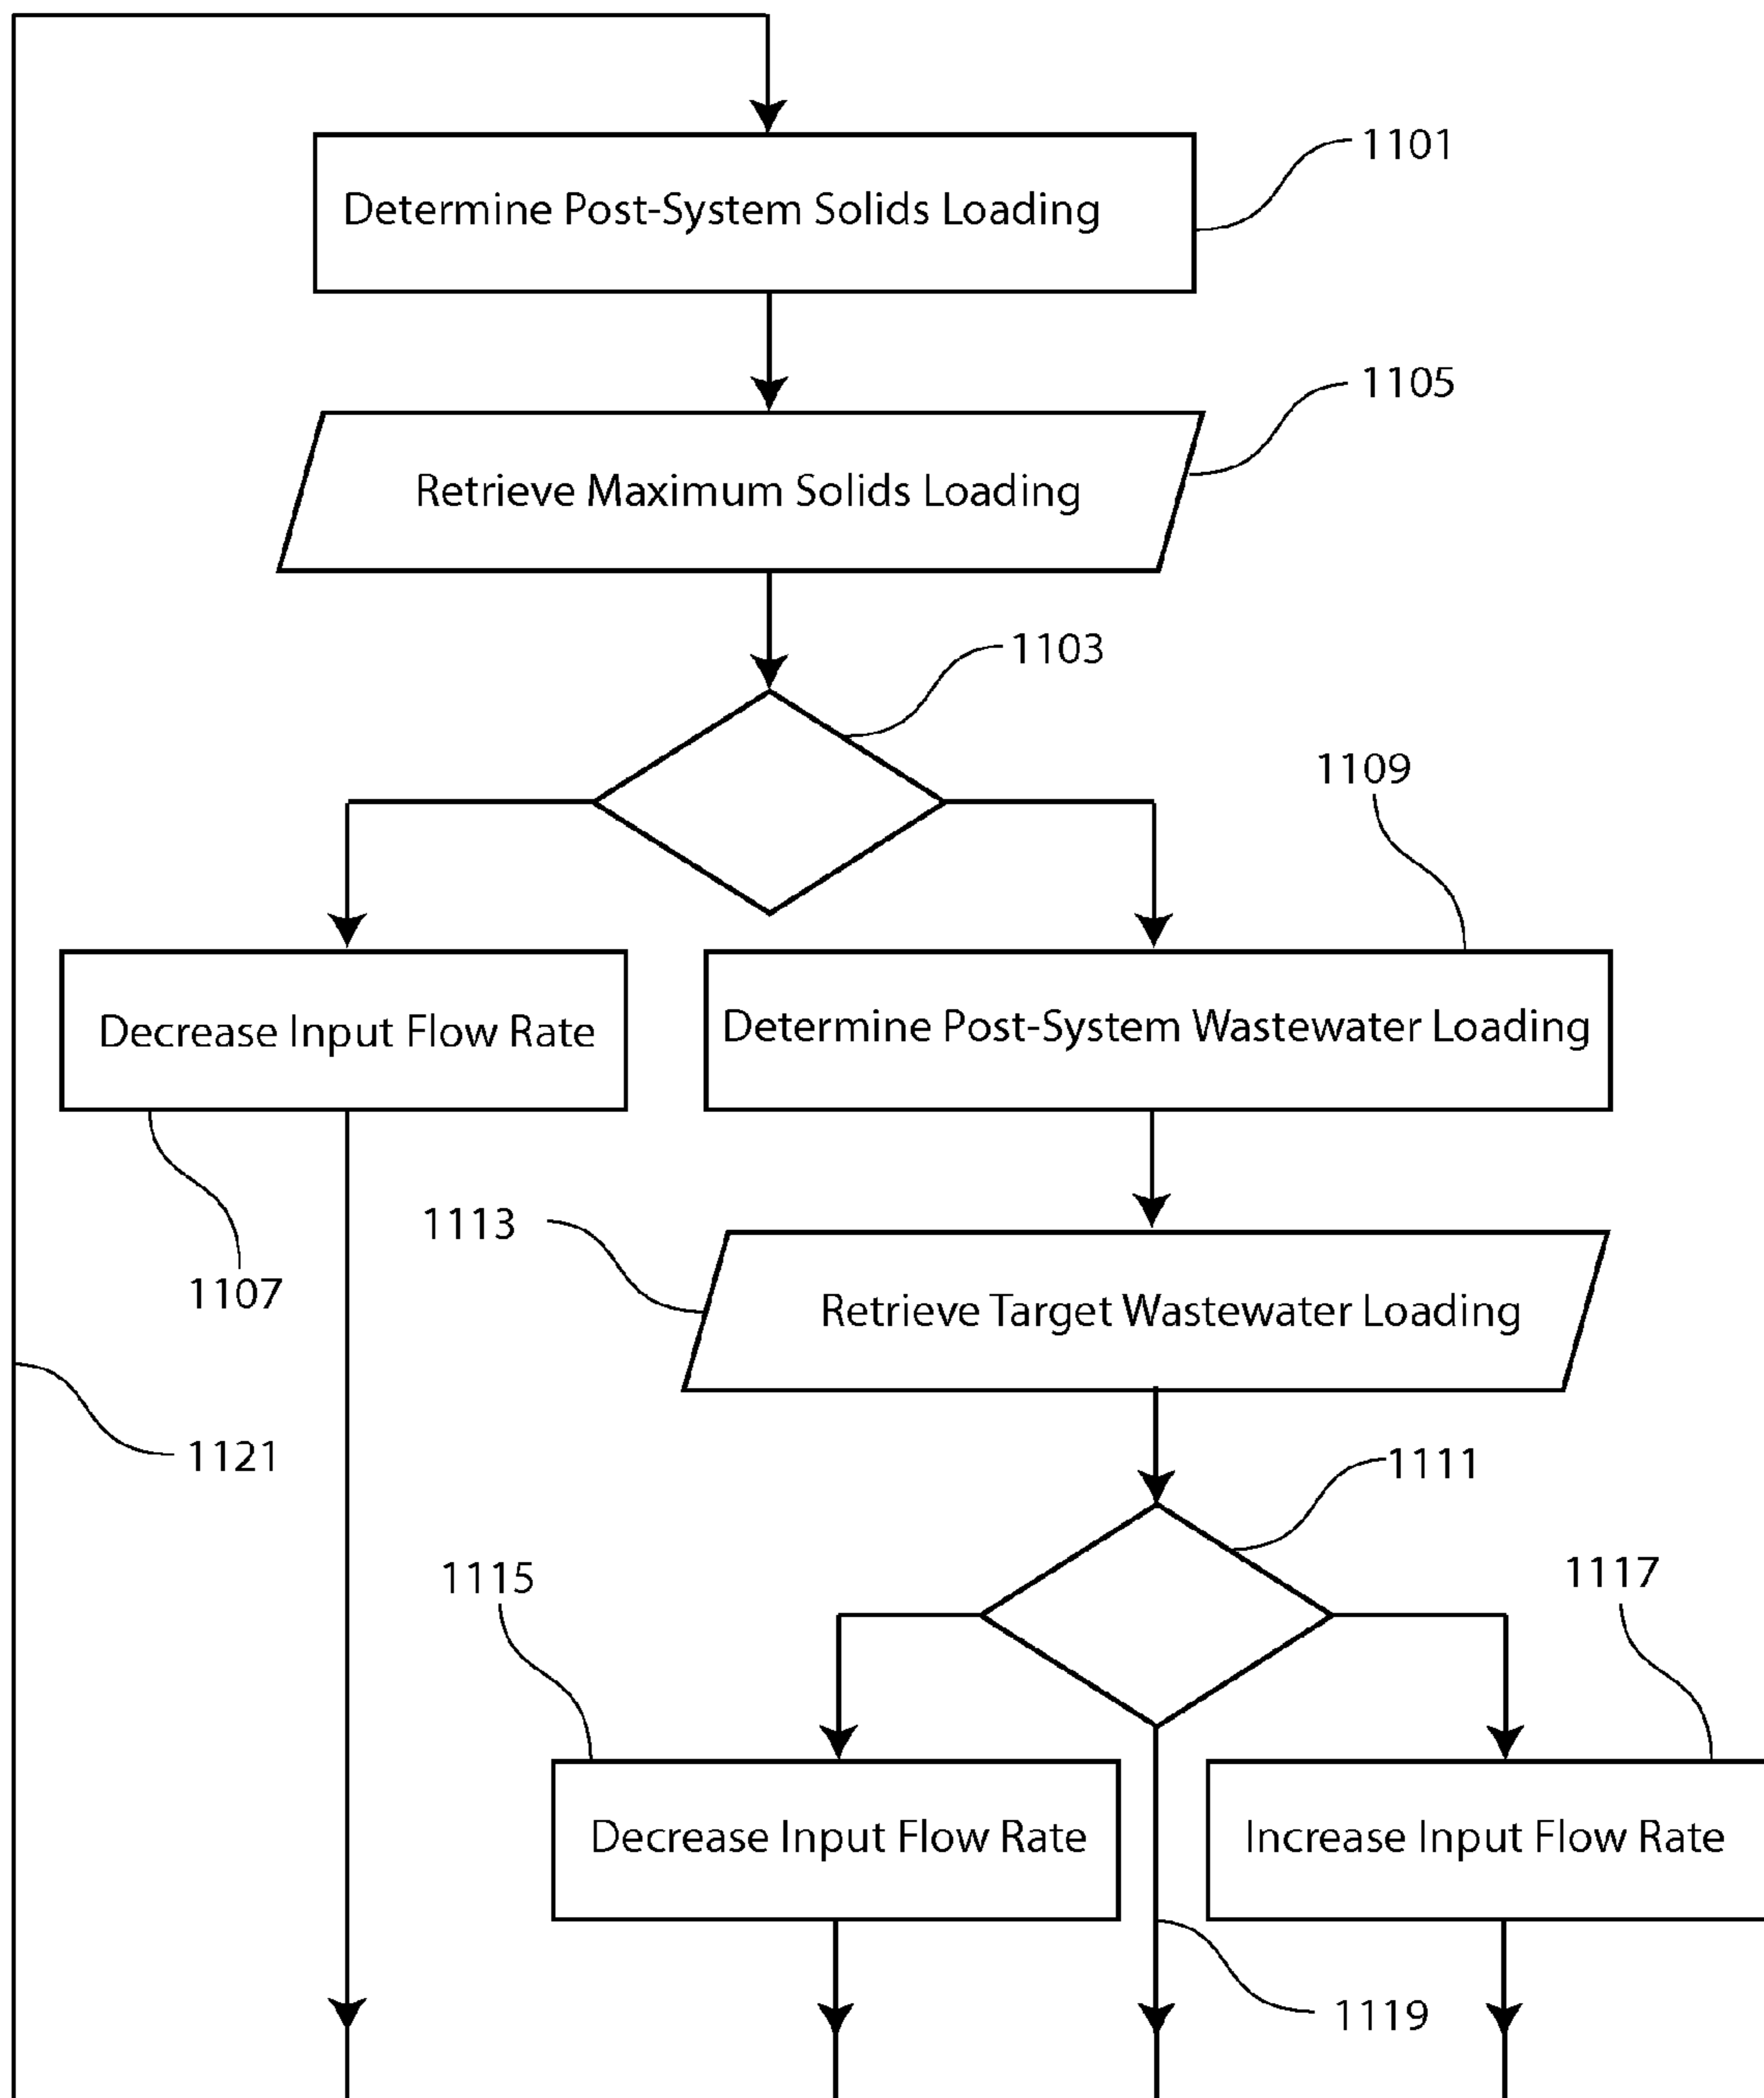 1101
Determine Post-System Solids Loading
1105
Retrieve Maximum Solids Loading
1103
1109
Decrease Input Flow Rate
Determine Post-System Wastewater Loading
1113
1107
Retrieve Target Wastewater Loading
1121
1111
1115
1117
Decrease Input Flow Rate
Increase Input Flow Rate
1119